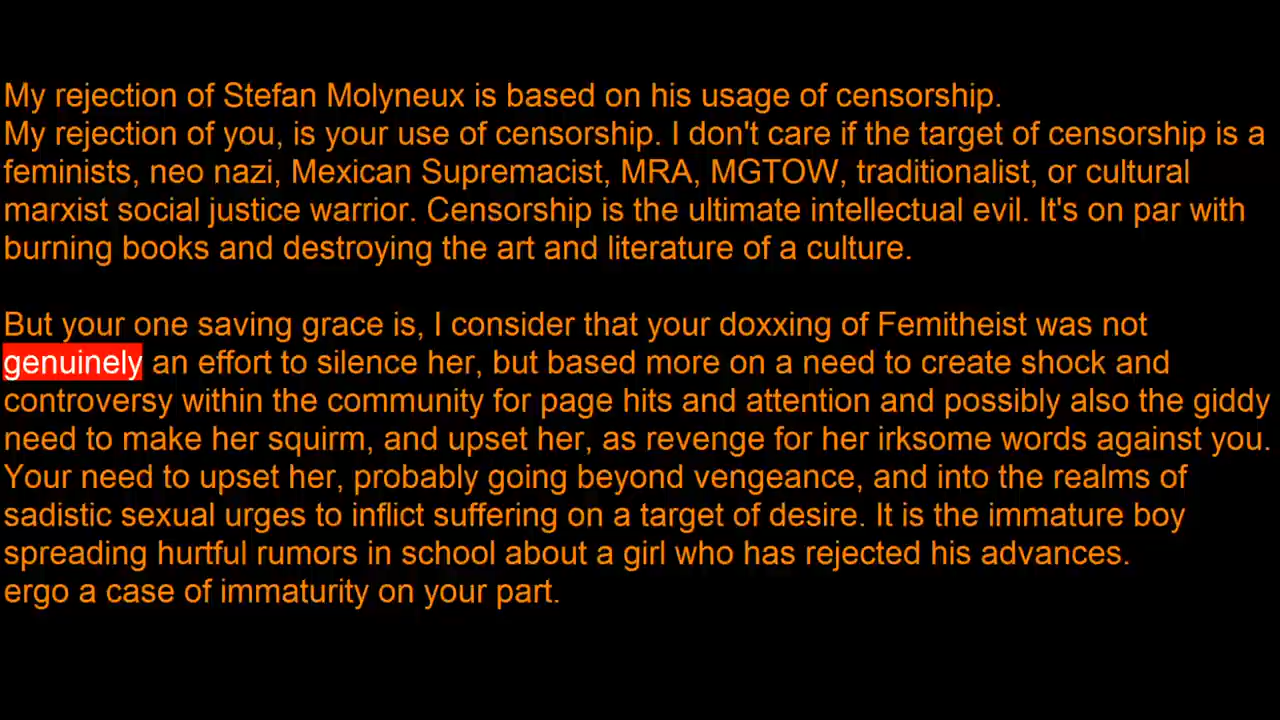 My rejection of Stefan Molyneux is based on his usage of censorship.
My rejection of you, is your use of censorship. I don't care if the target of censorship is a
feminists, neo nazi, Mexican Supremacist, MRA, MGTOW, traditionalist, or cultural
marxist social justice warrior. Censorship is the ultimate intellectual evil. It's on par with
burning books and destroying the art and literature of a culture.
But your one saving grace is, I consider that your doxxing of Femitheist was not
genuinely an effort to silence her, but based more on a need to create shock and
controversy within the community for page hits and attention and possibly also the giddy
need to make her squirm, and upset her, as revenge for her irksome words against you.
Your need to upset her, probably going beyond vengeance, and into the realms of
sadistic sexual urges to inflict suffering on a target of desire. It is the immature boy
spreading hurtful rumors in school about a girl who has rejected his advances.
ergo a case of immaturity on your part.